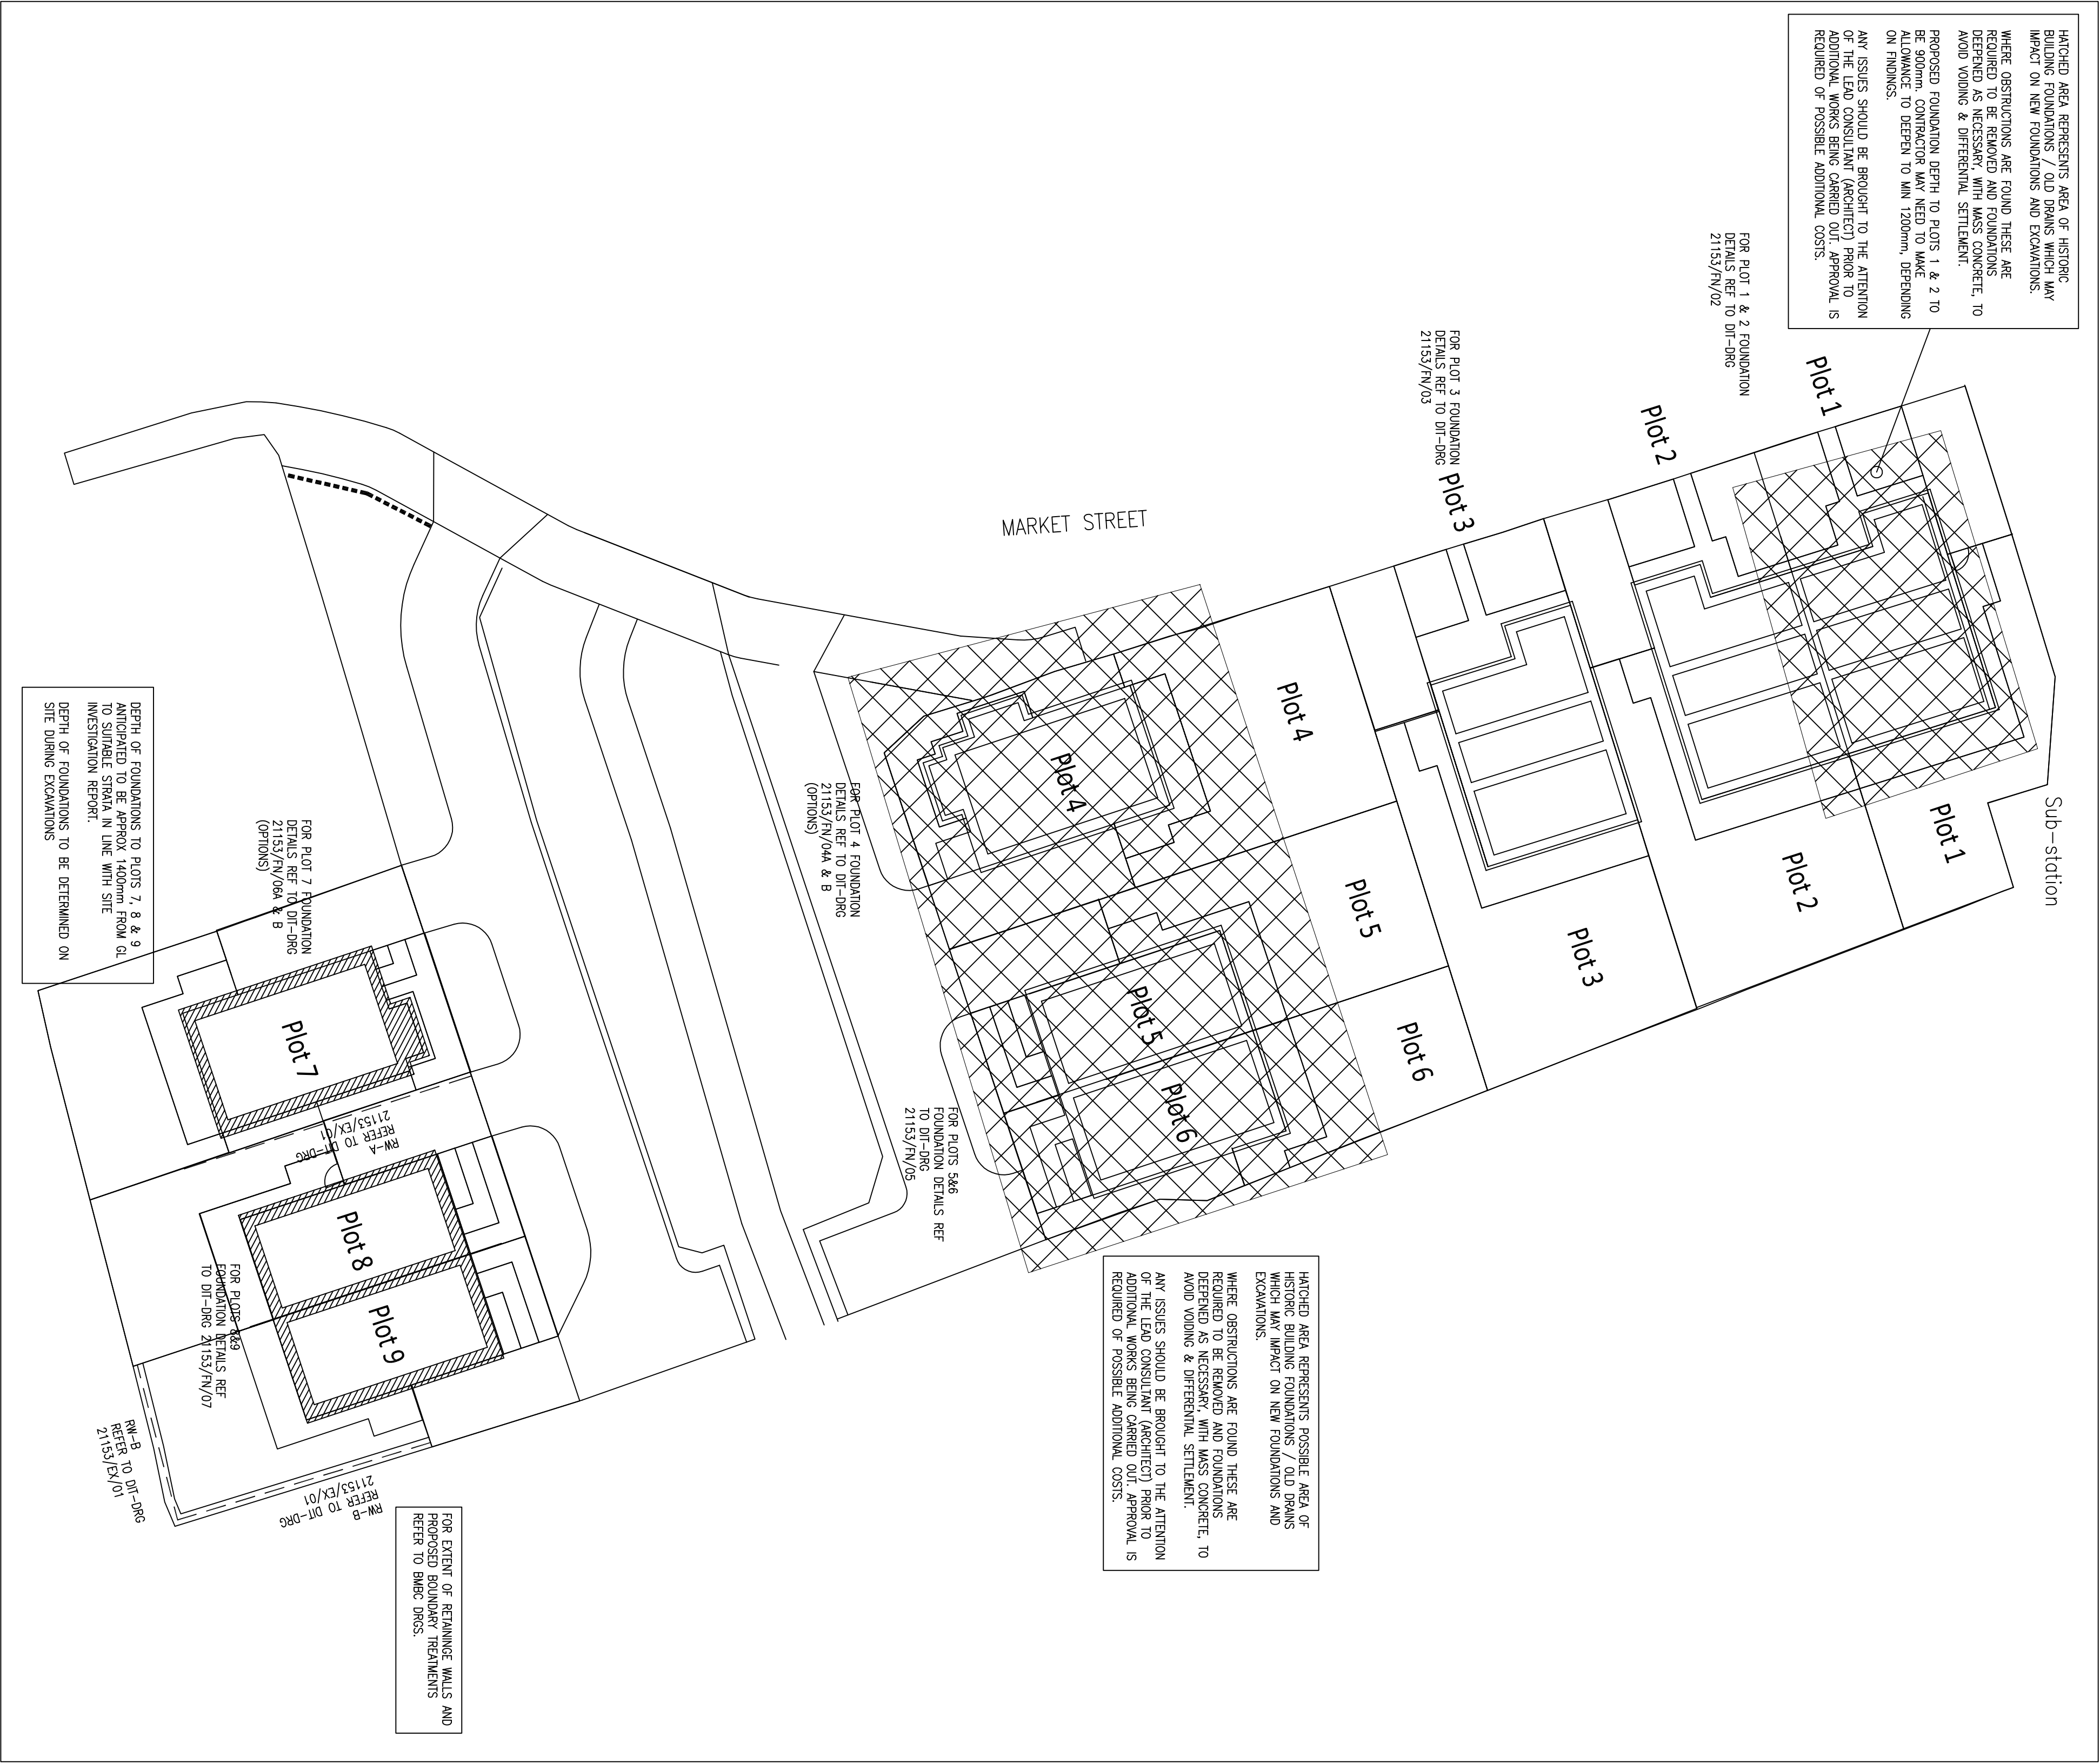 HATCHED AREA REPRESENTS AREA OF HISTORIC
BUILDING FOUNDATIONS / OLD DRAINS WHICH MAY
IMPACT ON NEW FOUNDATIONS AND EXCAVATIONS.
WHERE OBSTRUCTIONS ARE FOUND THESE ARE
REQUIRED TO BE REMOVED AND FOUNDATIONS
DEEPENED AS NECESSARY, WITH MASS CONCRETE, TO
AVOID VOIDING & DIFFERENTIAL SETTLEMENT.
PROPOSED FOUNDATION DEPTH TO PLOTS 1 & 2 TO
BE 900mm. CONTRACTOR MAY NEED TO MAKE
ALLOWANCE TO DEEPEN TO MIN 1200mm, DEPENDING
ON FINDINGS.
ANY ISSUES SHOULD BE BROUGHT TO THE ATTENTION
OF THE LEAD CONSULTANT (ARCHITECT) PRIOR TO
ADDITIONAL WORKS BEING CARRIED OUT. APPROVAL IS
REQUIRED OF POSSIBLE ADDITIONAL COSTS.
Sub-station
Plot 1
Plot 1
FOR PLOT 1 & 2 FOUNDATION
DETAILS REF TO DIT-DRG
21153/FN/02
Plot 2
Plot 2
FOR PLOT 3 FOUNDATION
DETAILS REF TO DIT-DRG
21153/FN/03
Plot 3
Plot 3
MARKET STREET
Plot 4
Plot 5
Plot 6
Plot 4
Plot 5
Plot 6
HATCHED AREA REPRESENTS POSSIBLE AREA OF
HISTORIC BUILDING FOUNDATIONS / OLD DRAINS
WHICH MAY IMPACT ON NEW FOUNDATIONS AND
EXCAVATIONS.
WHERE OBSTRUCTIONS ARE FOUND THESE ARE
REQUIRED TO BE REMOVED AND FOUNDATIONS
DEEPENED AS NECESSARY, WITH MASS CONCRETE, TO
AVOID VOIDING & DIFFERENTIAL SETTLEMENT.
ANY ISSUES SHOULD BE BROUGHT TO THE ATTENTION
OF THE LEAD CONSULTANT (ARCHITECT) PRIOR TO
ADDITIONAL WORKS BEING CARRIED OUT. APPROVAL IS
REQUIRED OF POSSIBLE ADDITIONAL COSTS.
FOR PLOT 4 FOUNDATION
DETAILS REF TO DIT-DRG
21153/FN/04A & B
(OPTIONS)
FOR PLOTS 5&6
FOUNDATION DETAILS REF
TO DIT-DRG
21153/FN/05
FOR PLOT 7 FOUNDATION
DETAILS REF TO DIT-DRG
21153/FN/06A & B
(OPTIONS)
Plot 7
RW-A
REFER TO DIT-DRG
21153/EX/01
Plot 8
Plot 9
FOR PLOTS 8&9
FOUNDATION DETAILS REF
TO DIT-DRG 21153/FN/07
RW-B
REFER TO DIT-DRG
21153/EX/01
RW-B
REFER TO DIT-DRG
21153/EX/01
FOR EXTENT OF RETAININGE WALLS AND
PROPOSED BOUNDARY TREATMENTS
REFER TO BMBC DRGS.
DEPTH OF FOUNDATIONS TO PLOTS 7, 8 & 9
ANTICIPATED TO BE APPROX 1400mm FROM GL
TO SUITABLE STRATA IN LINE WITH SITE
INVESTIGATION REPORT.
DEPTH OF FOUNDATIONS TO BE DETERMINED ON
SITE DURING EXCAVATIONS